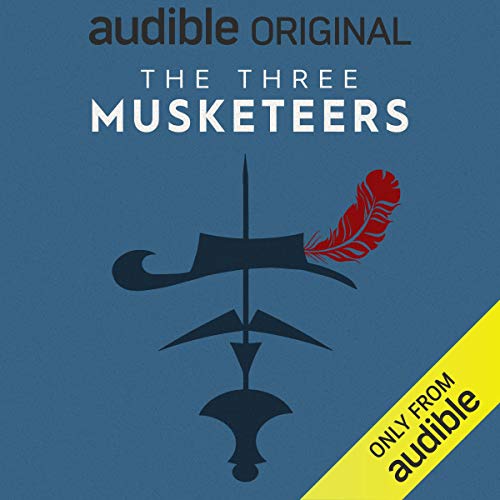 audible ORIGINAL
THE THREE
MUSKETEERS
ONLY FROM
audible